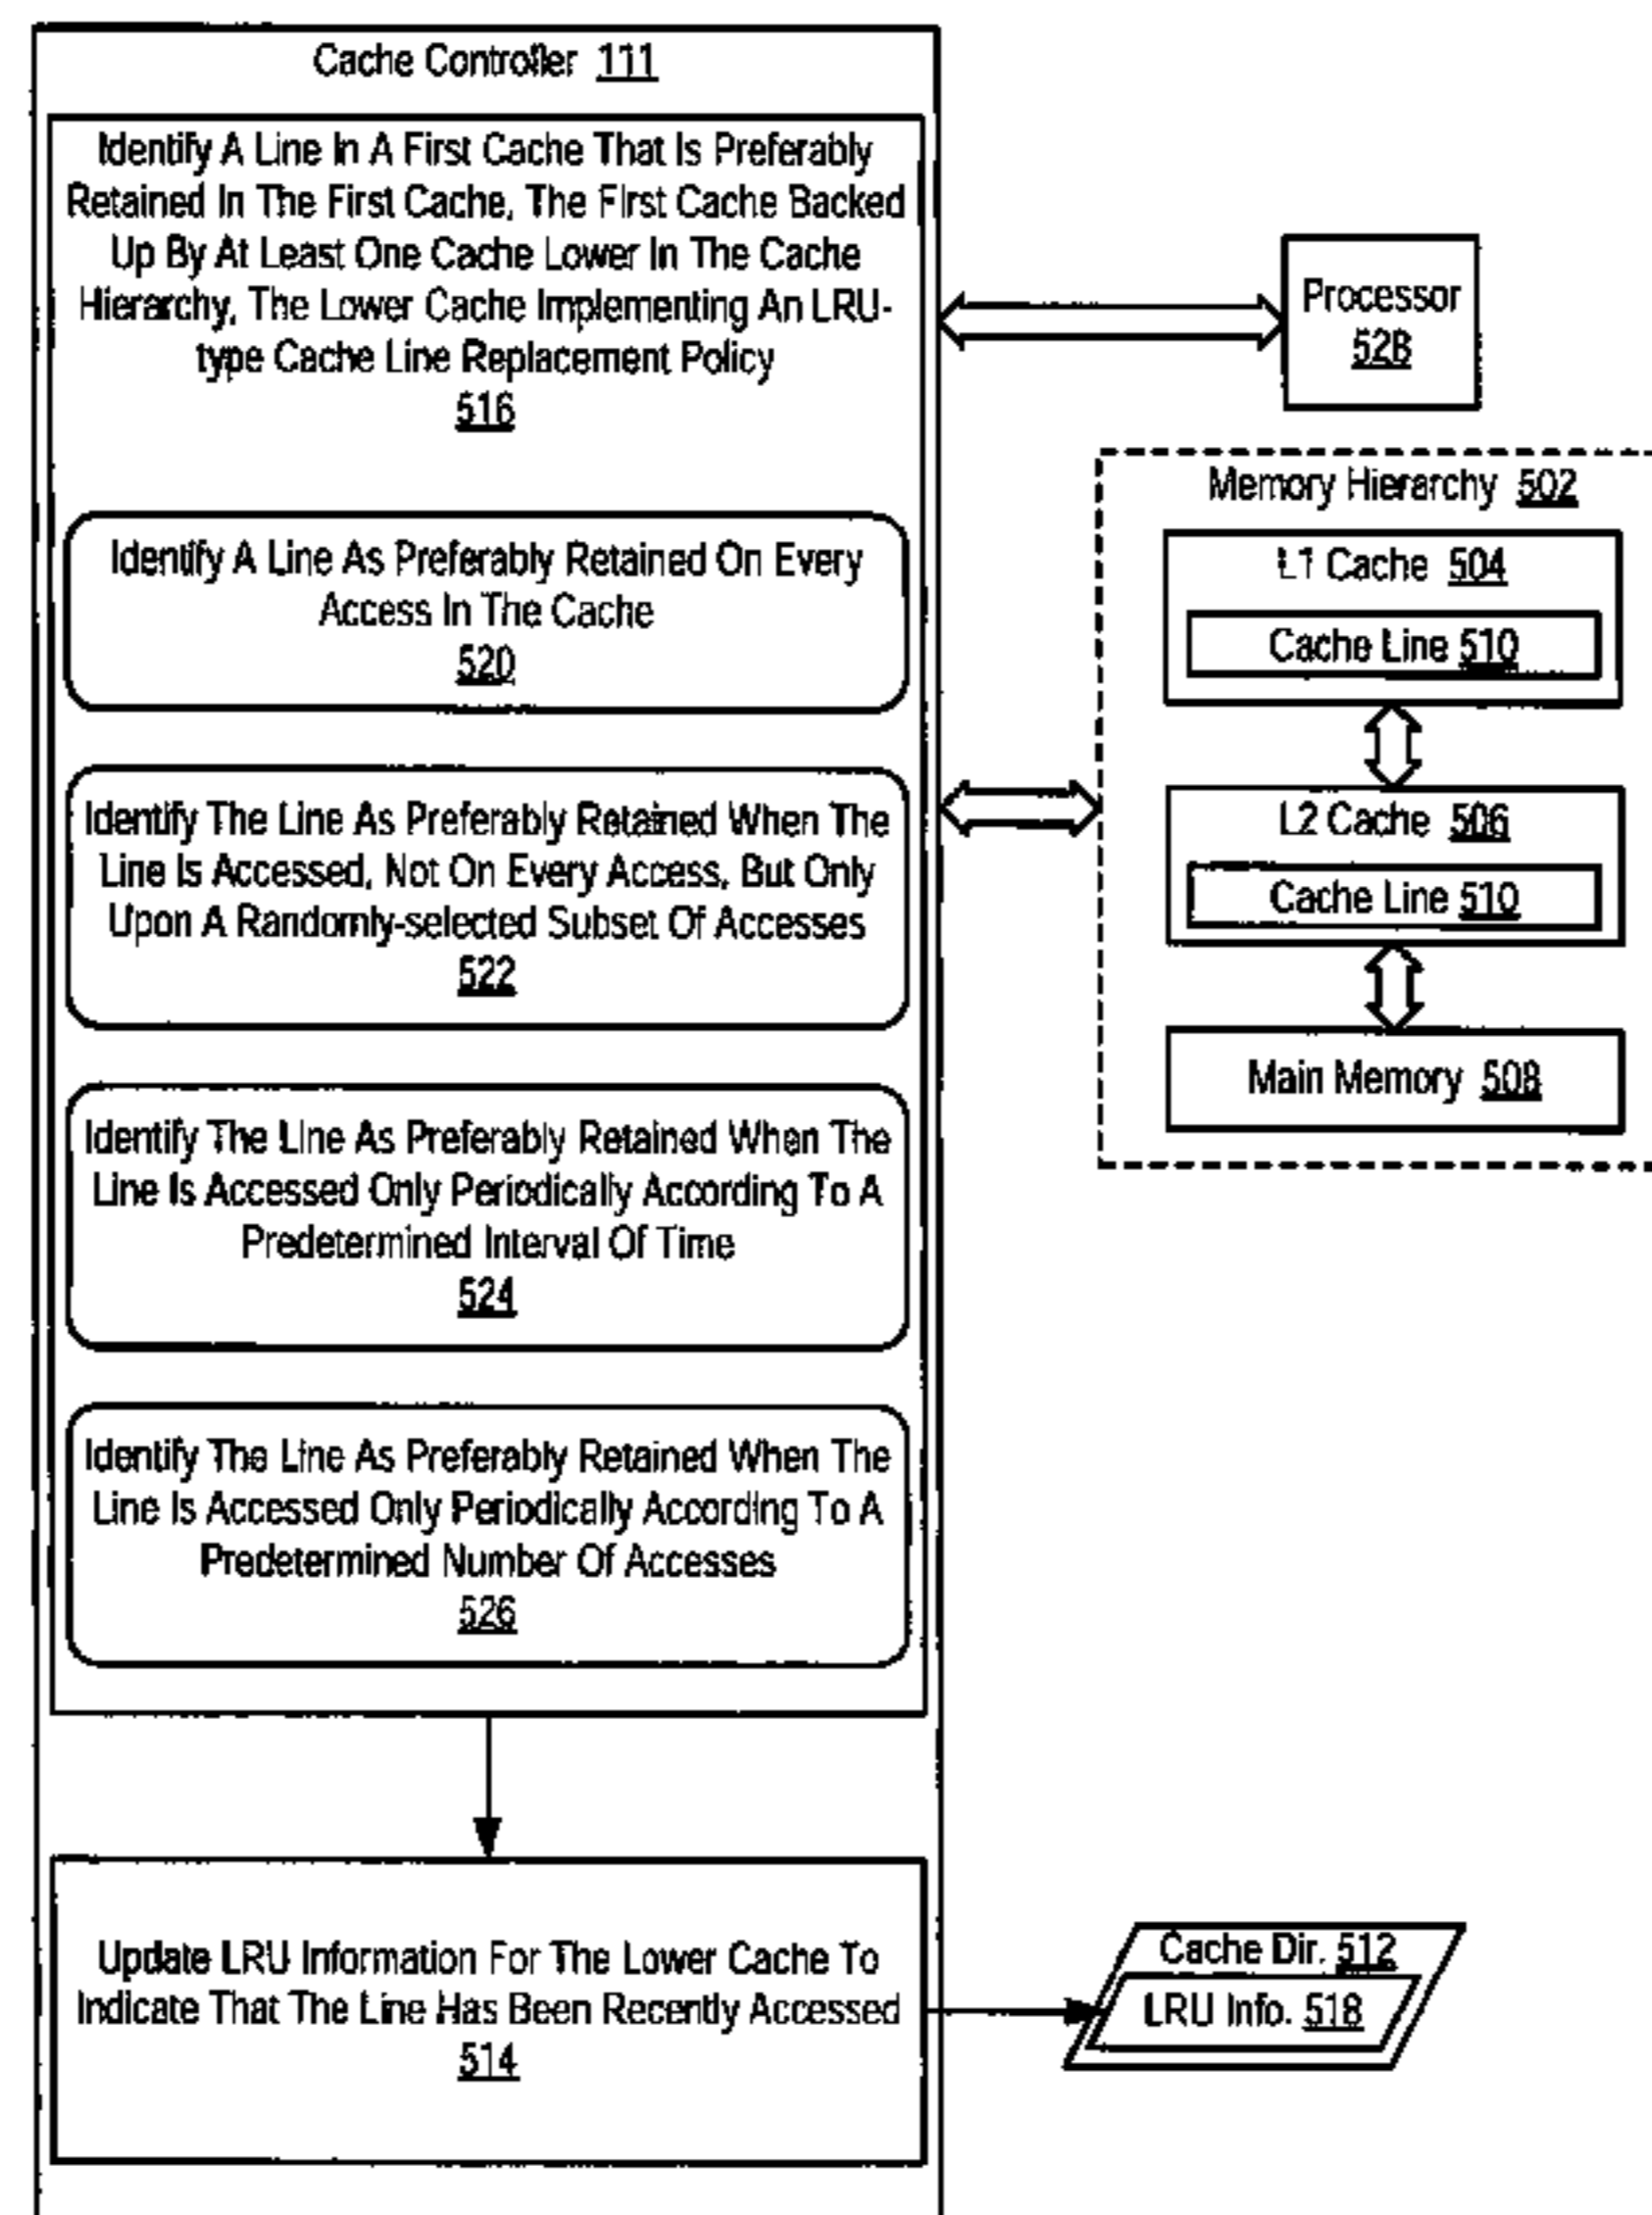 Cache Controller 111
Identify A Line In A First Cache That Is Preferably
Retained In The First Cache, The First Cache Backed
Up By At Least One Cache Lower In The Cache
Hierarchy, The Lower Cache Implementing An LRU-
type Cache Line Replacement Policy
516
Identify A Line As Preferably Retained On Every
Access In The Cache
520
Identify The Line As Preferably Retained When The
Line Is Accessed, Not On Every Access, But Only
Upon A Randomly-selected Subset Of Accesses
522
Identify The Line As Preferably Retained When The
Line Is Accessed Only Periodically According To A
Predetermined Interval Of Time
524
Identify The Line As Preferably Retained When The
Line Is Accessed Only Periodically According To A
Predetermined Number Of Accesses
526
Update LRU Information For The Lower Cache To
Indicate That The Line Has Been Recently Accessed
514
Processor
528
Memory Hierarchy 502
L1 Cache 504
Cache Line 510
L2 Cache 506
Cache Line 510
Main Memory 508
Cache Dir. 512
LRU Info. 518